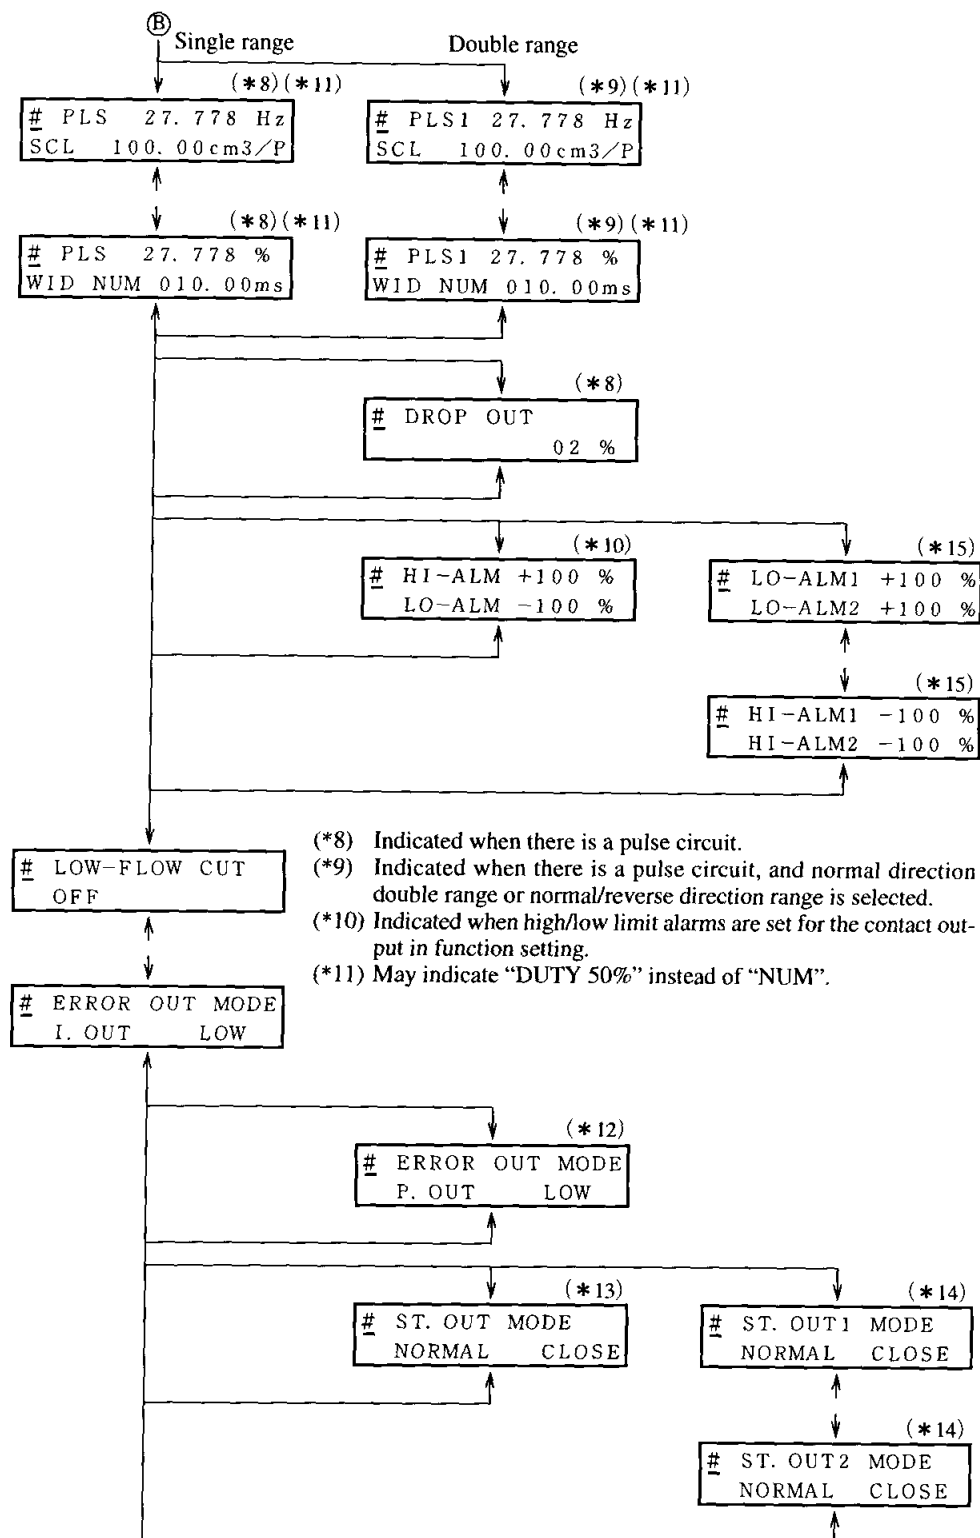 B
Single range
Double range
(*8)(*11)
(*9)(*11)
# PLS 27.778 Hz
SCL 100.00cm3/P
# PLS1 27.778 Hz
SCL 100.00cm3/P
(*8)(*11)
(*9)(*11)
# PLS 27.778 %
WID NUM 010.00ms
# PLS1 27.778 %
WID NUM 010.00ms
(*8)
# DROP OUT
02 %
(*10)
(*15)
# HI-ALM +100 %
LO-ALM -100 %
# LO-ALM1 +100 %
LO-ALM2 +100 %
(*15)
# HI-ALM1 -100 %
HI-ALM2 -100 %
(*8) Indicated when there is a pulse circuit.
(*9) Indicated when there is a pulse circuit, and normal direction
double range or normal/reverse direction range is selected.
(*10) Indicated when high/low limit alarms are set for the contact out-
put in function setting.
(*11) May indicate “DUTY 50%” instead of “NUM”.
# LOW-FLOW CUT
OFF
# ERROR OUT MODE
I. OUT LOW
(*12)
# ERROR OUT MODE
P. OUT LOW
(*13)
(*14)
# ST. OUT MODE
NORMAL CLOSE
# ST. OUT1 MODE
NORMAL CLOSE
(*14)
# ST. OUT2 MODE
NORMAL CLOSE